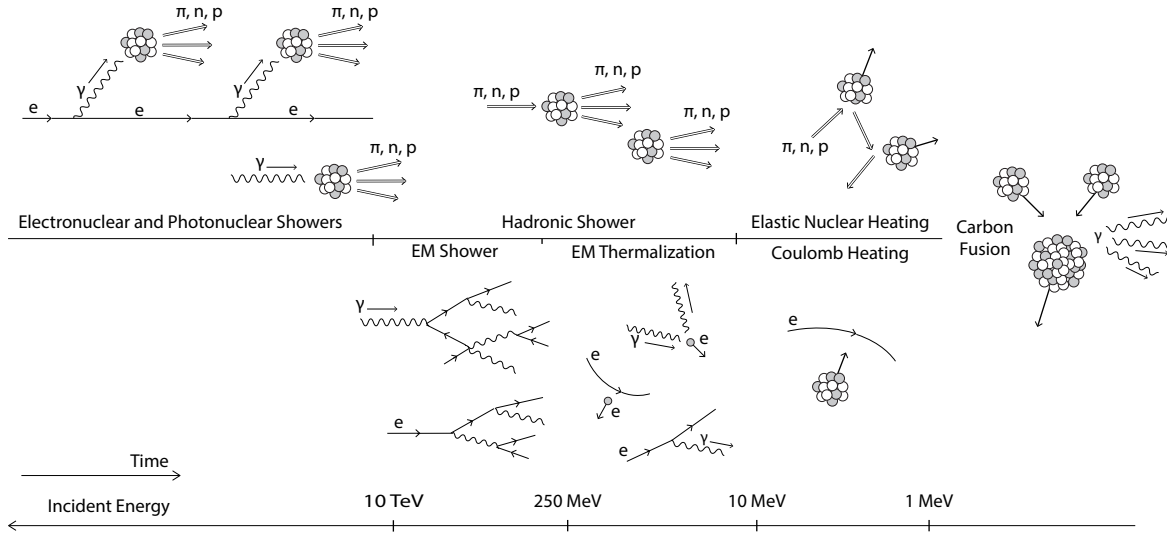 π, n, p
π, n, p
γ
γ
e
e
e
π, n, p
π, n, p
π, n, p
π, n, p
γ
π, n, p
Electronuclear and Photonuclear Showers
Hadronic Shower
Elastic Nuclear Heating
Carbon
Fusion
γ
EM Shower
EM Thermalization
Coulomb Heating
γ
γ
e
e
e
e
e
e
γ
Time
Incident Energy
10 TeV
250 MeV
10 MeV
1 MeV